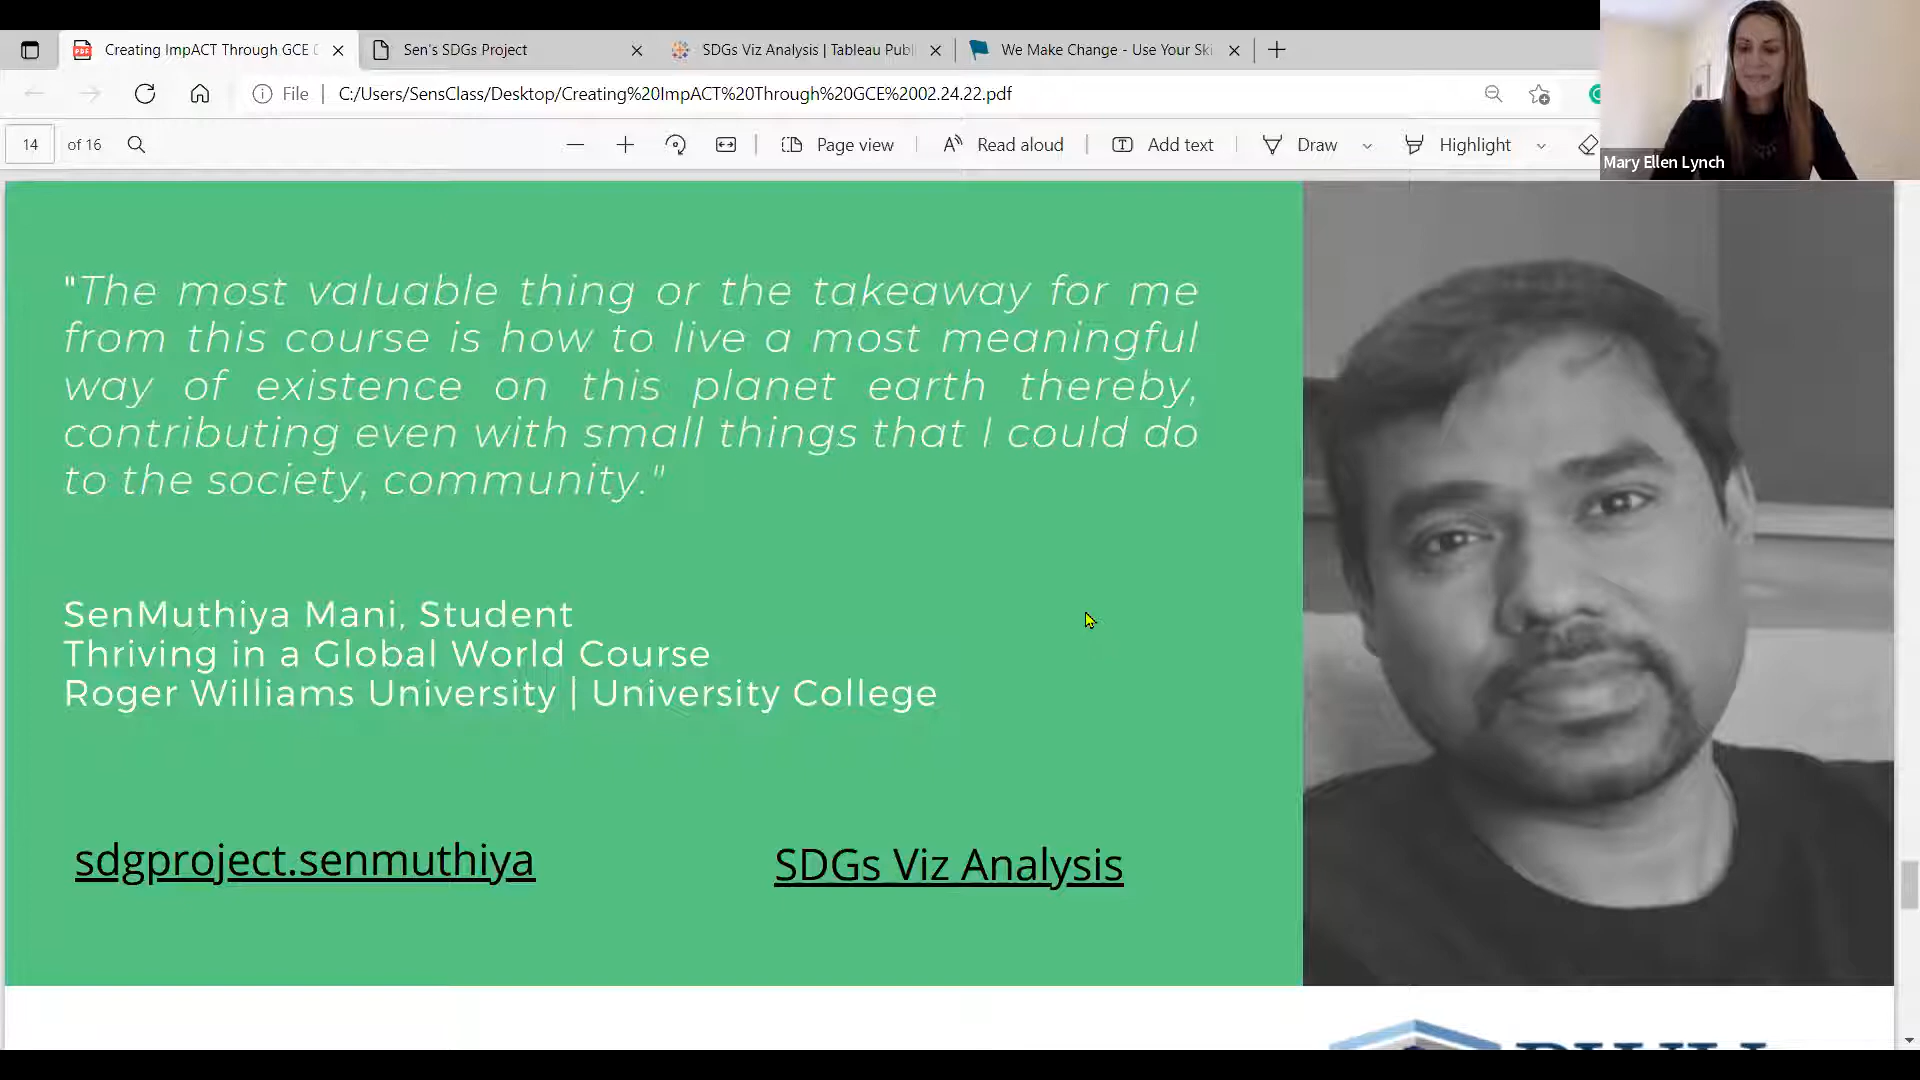 Creating ImpACT Through GCE
Sen's SDGs Project
SDGs Viz Analysis | Tableau Publ
We Make Change - Use Your Ski
File
C:/Users/SensClass/Desktop/Creating%20ImpACT%20Through%20GCE%2002.24.22.pdf
14 of 16
Page view
Read aloud
Add text
Draw
Highlight
Mary Ellen Lynch
"The most valuable thing or the takeaway for me
from this course is how to live a most meaningful
way of existence on this planet earth thereby,
contributing even with small things that I could do
to the society, community."
SenMuthiya Mani, Student
Thriving in a Global World Course
Roger Williams University | University College
sdgproject.senmuthiya
SDGs Viz Analysis